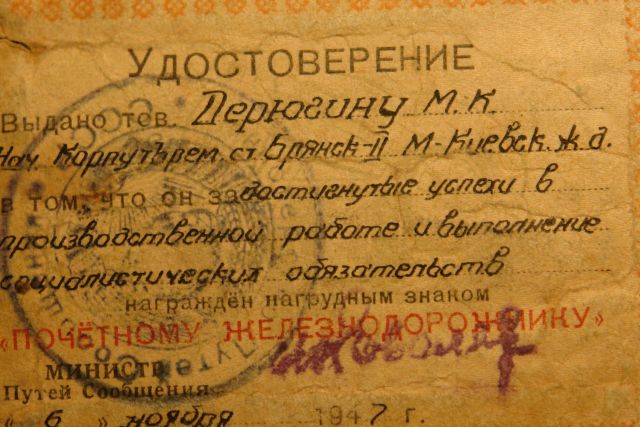 УДОСТОВЕРЕНИЕ
Выдано тов. Дерюгину М.К
Нач. Карпутьрем. ст. Брянск-II М-Киевск ж д.
в том, что он за достигнутые успехи в
производственной работе и выполнение
социалистических обязательств
награждён нагрудным знаком
«ПОЧЁТНОМУ ЖЕЛЕЗНОДОРОЖНИКУ»
МИНИСТР
Путей Сообщения
« 6 » ноября 1947 г.